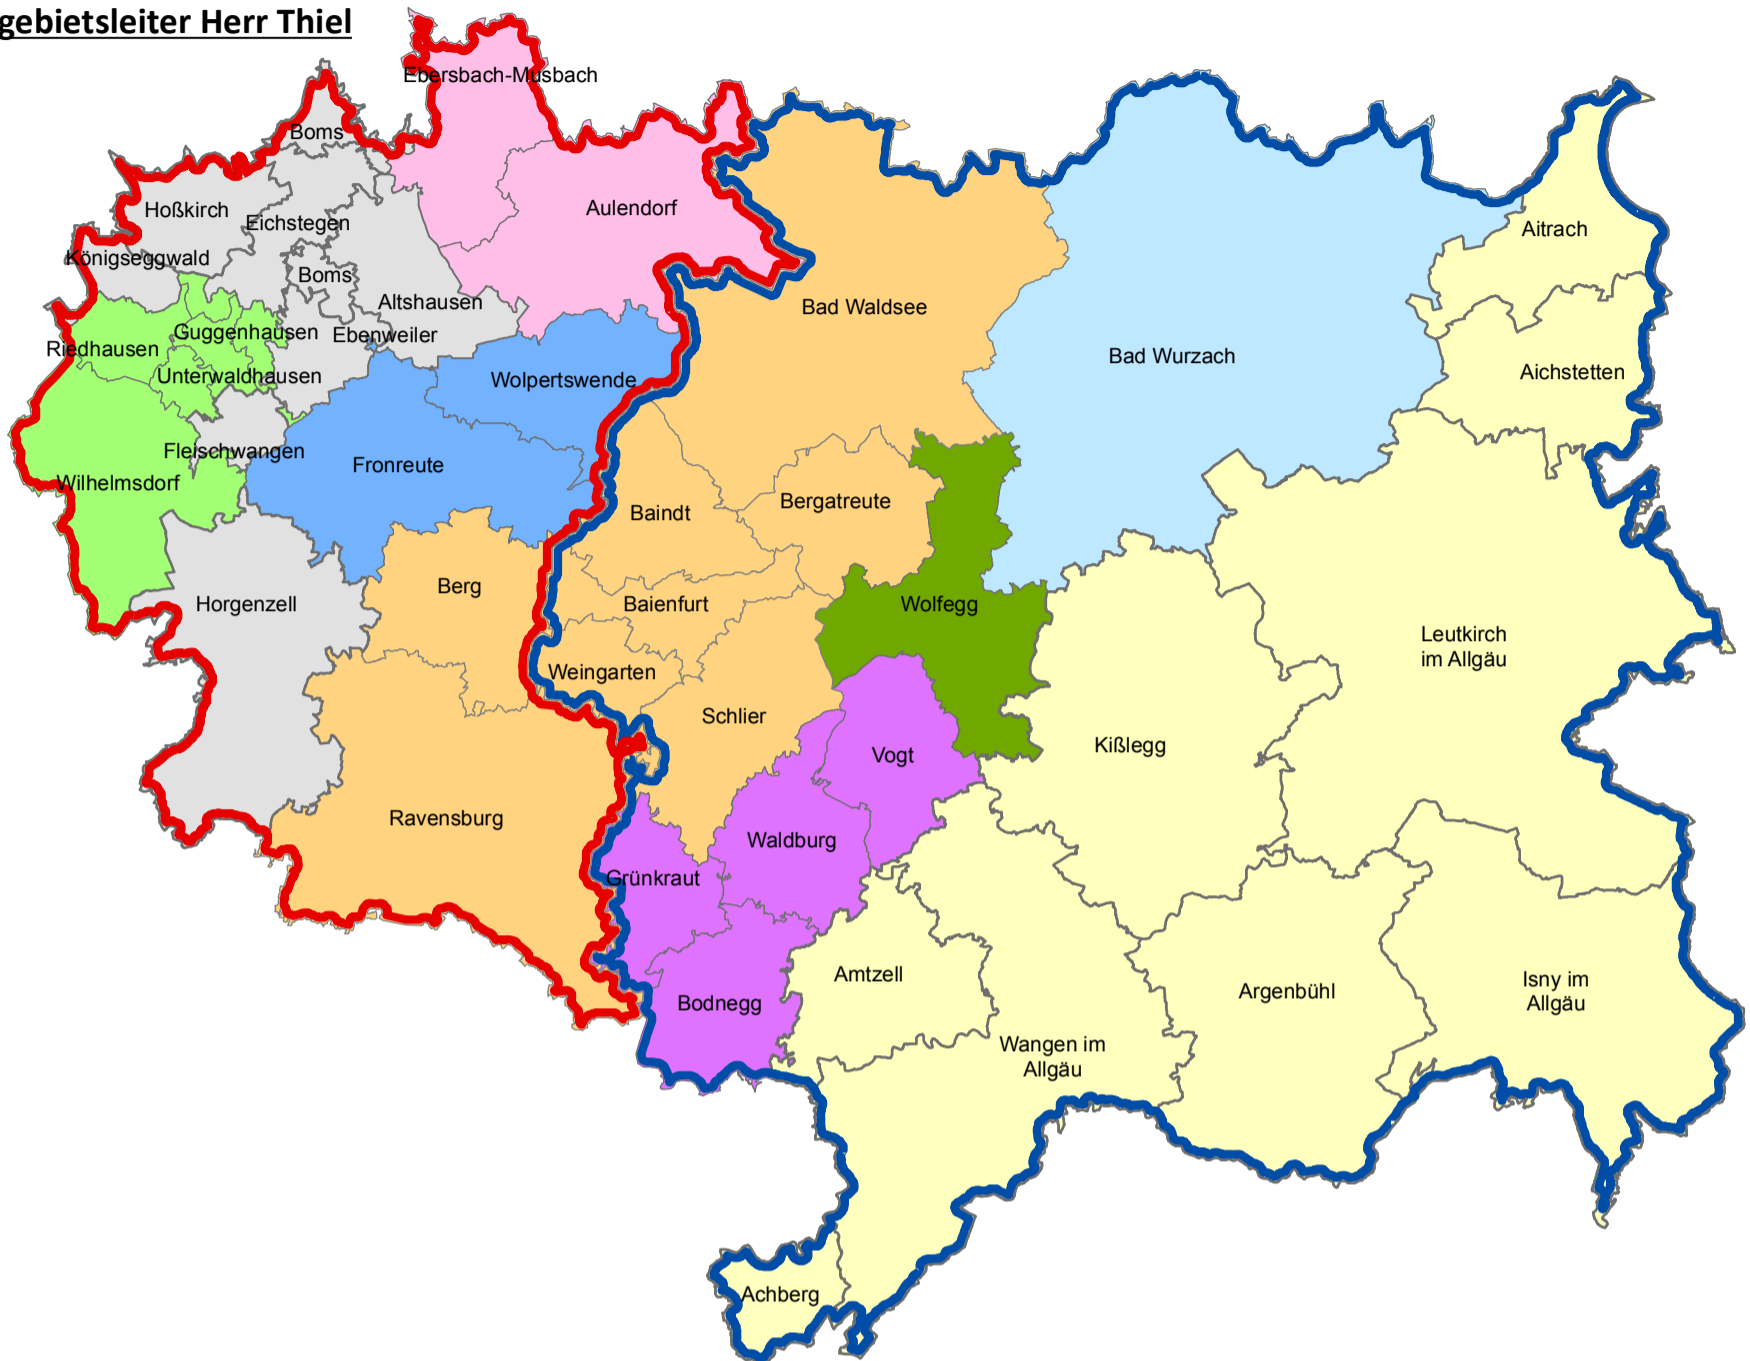 gebietsleiter Herr Thiel
Ebersbach-Musbach
Boms
Hoßkirch
Aulendorf
Eichstegen
Aitrach
Königseggwald
Boms
Altshausen
Bad Waldsee
Guggenhausen
Ebenweiler
Riedhausen
Bad Wurzach
Unterwaldhausen
Wolpertswende
Aichstetten
Fleischwangen
Fronreute
Wilhelmsdorf
Bergatreute
Baindt
Berg
Horgenzell
Baienfurt
Wolfegg
Leutkirch
im Allgäu
Weingarten
Schlier
Kißlegg
Vogt
Ravensburg
Waldburg
Grünkraut
Amtzell
Isny im
Allgäu
Argenbühl
Bodnegg
Wangen im
Allgäu
Achberg